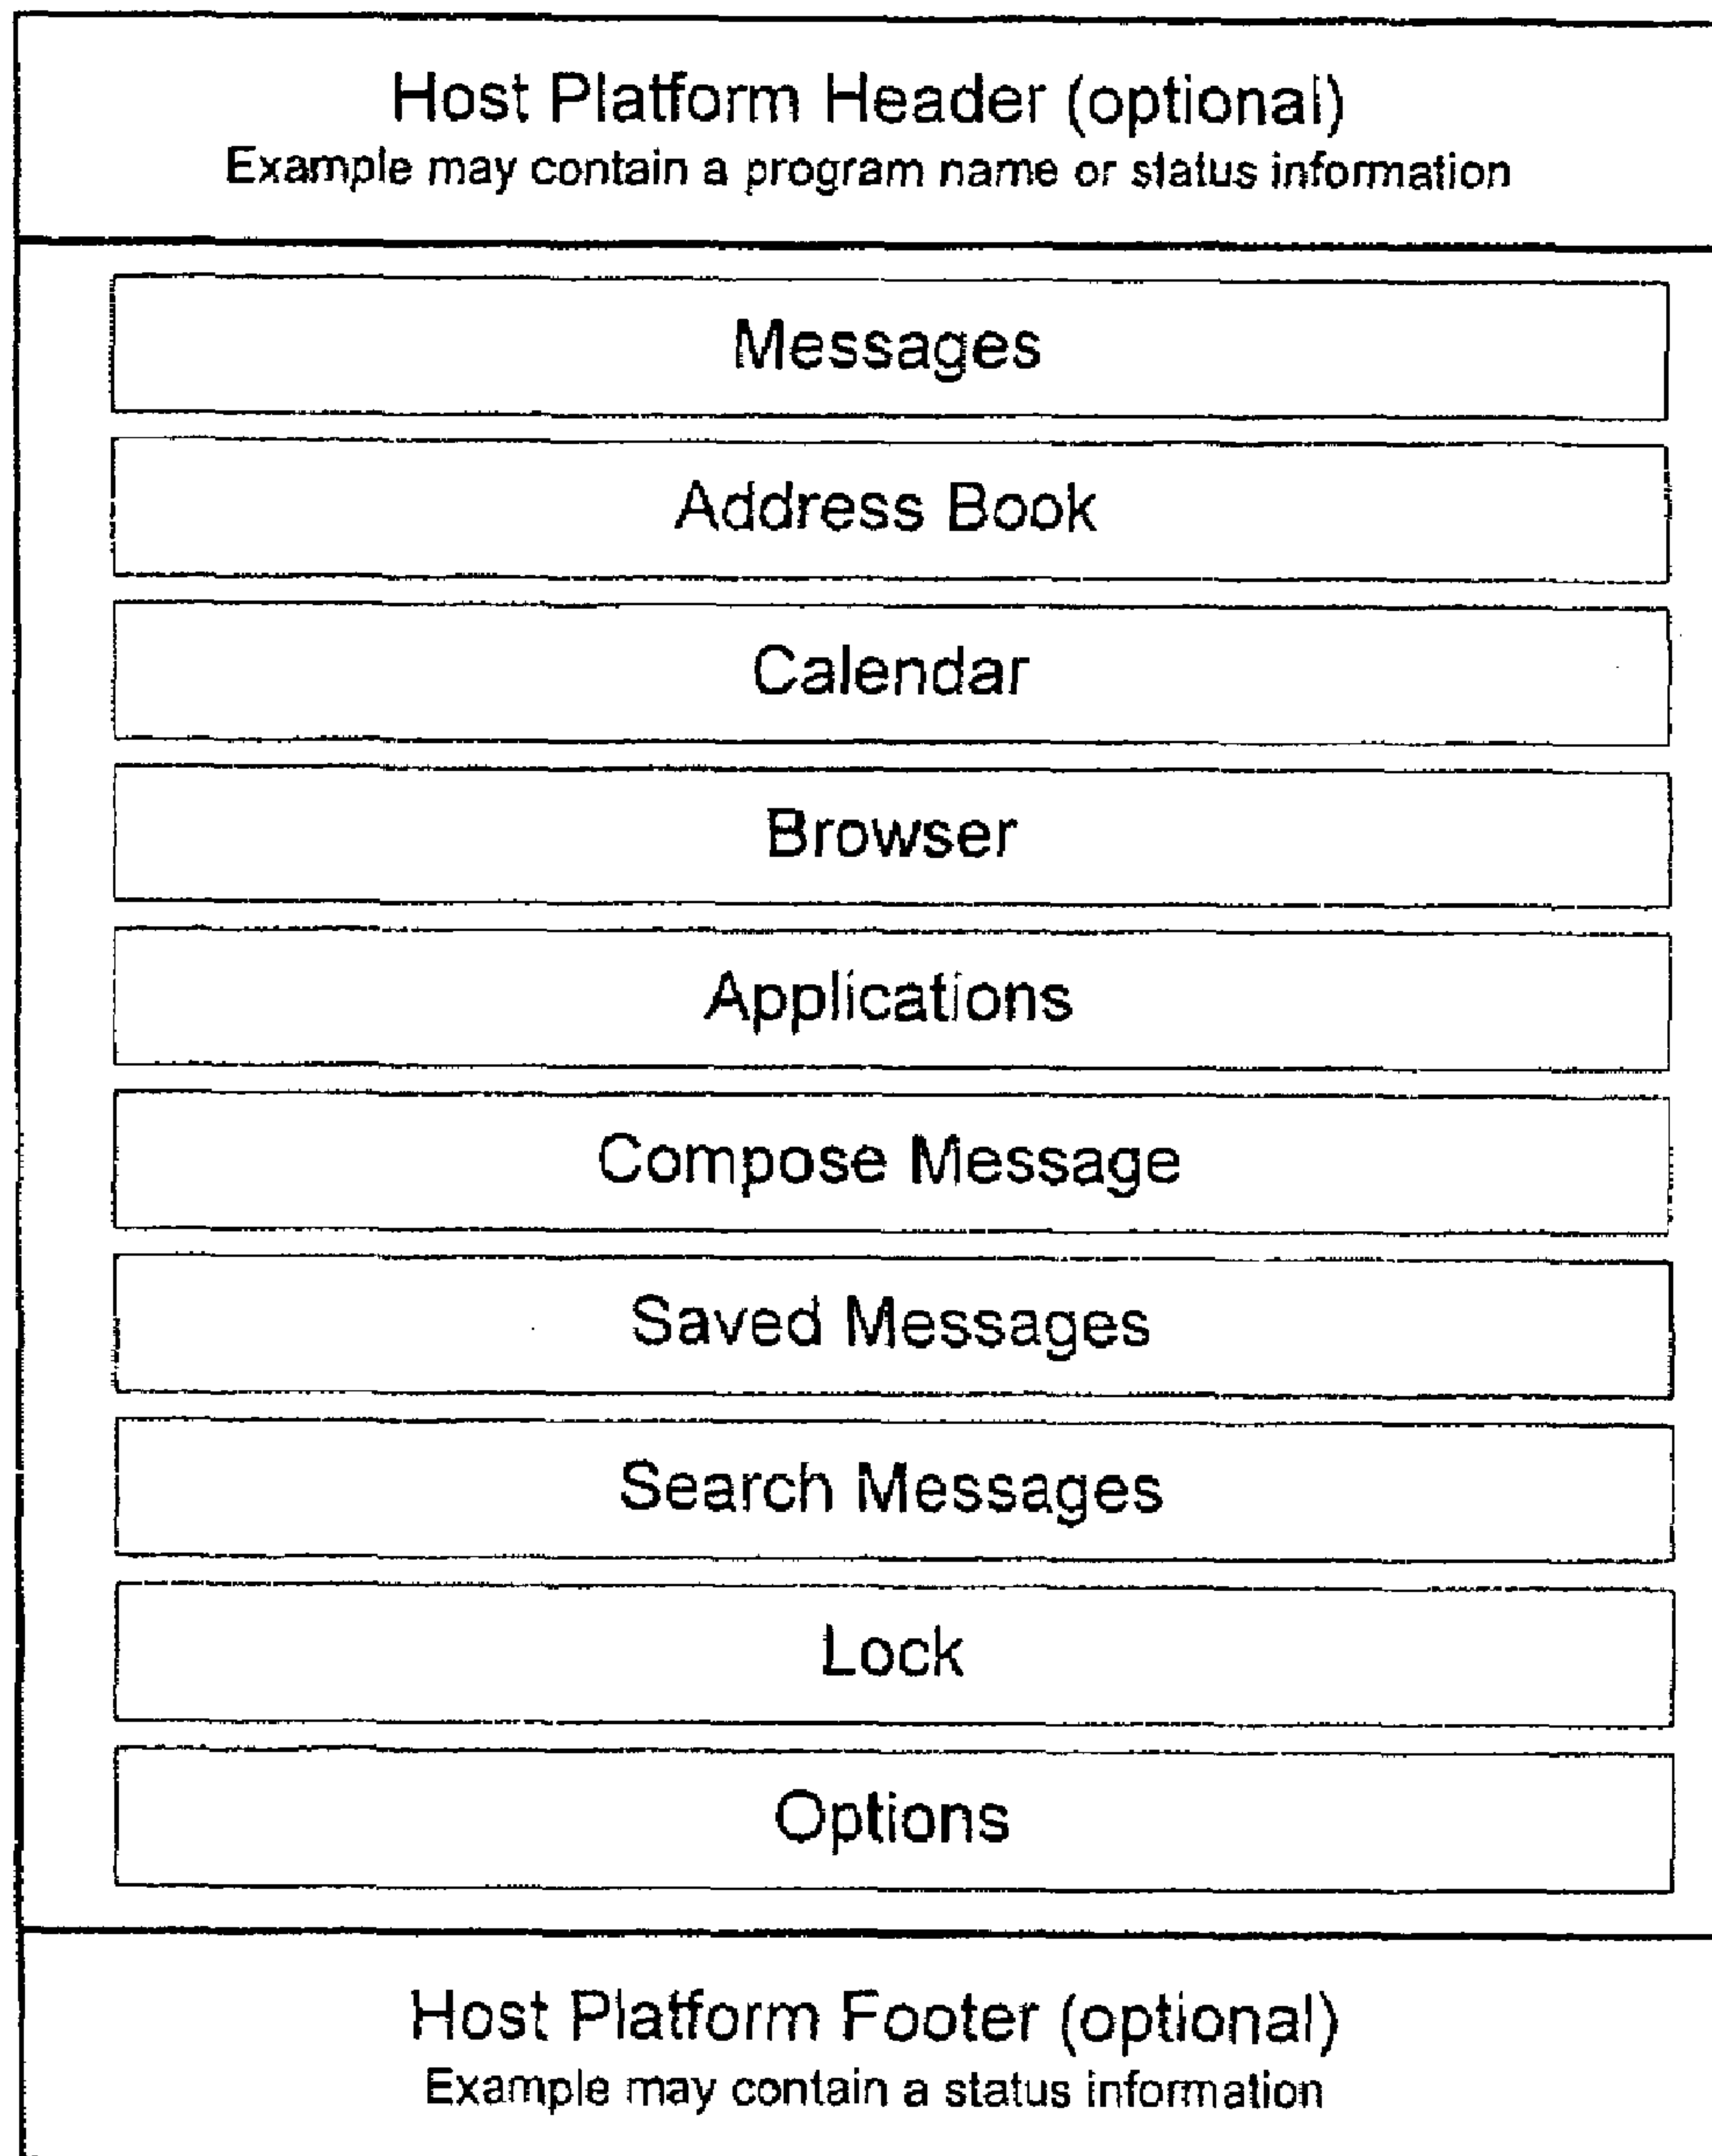 Host Platform Header (optional)
Example may contain a program name or status information
Messages
Address Book
Calendar
Browser
Applications
Compose Message
Saved Messages
Search Messages
Lock
Options
Host Platform Footer (optional)
Example may contain a status information